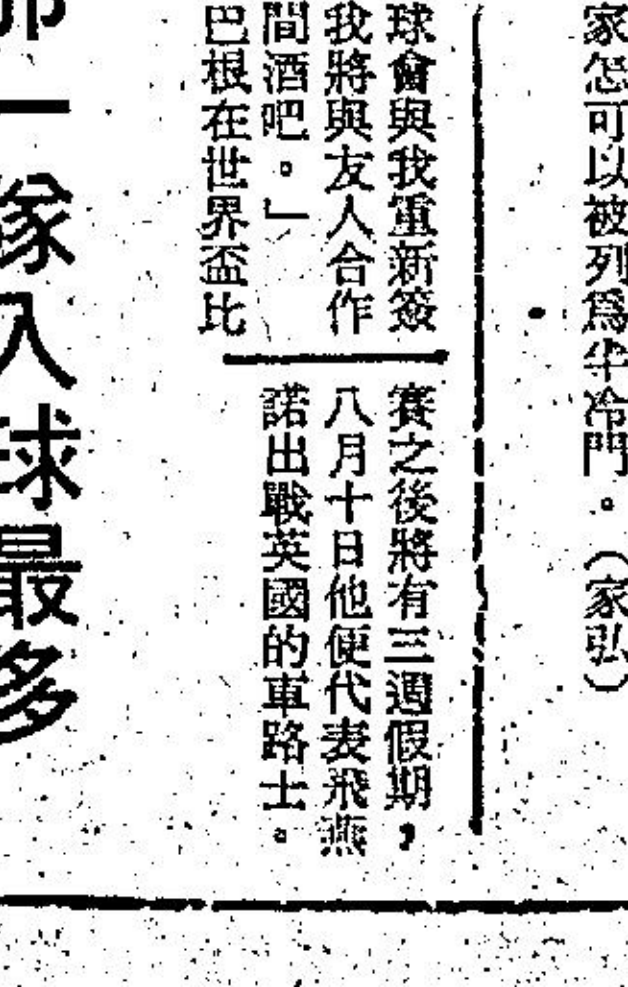 家怎可以被列爲半冷門。(家弘)
球會與我重新簽
我將與友人合作
間酒吧。」
巴根在世界盃比
賽之後將有三週假期,
八月十日他便代表飛燕
諾出戰英國的車路士。
一隊入球最多